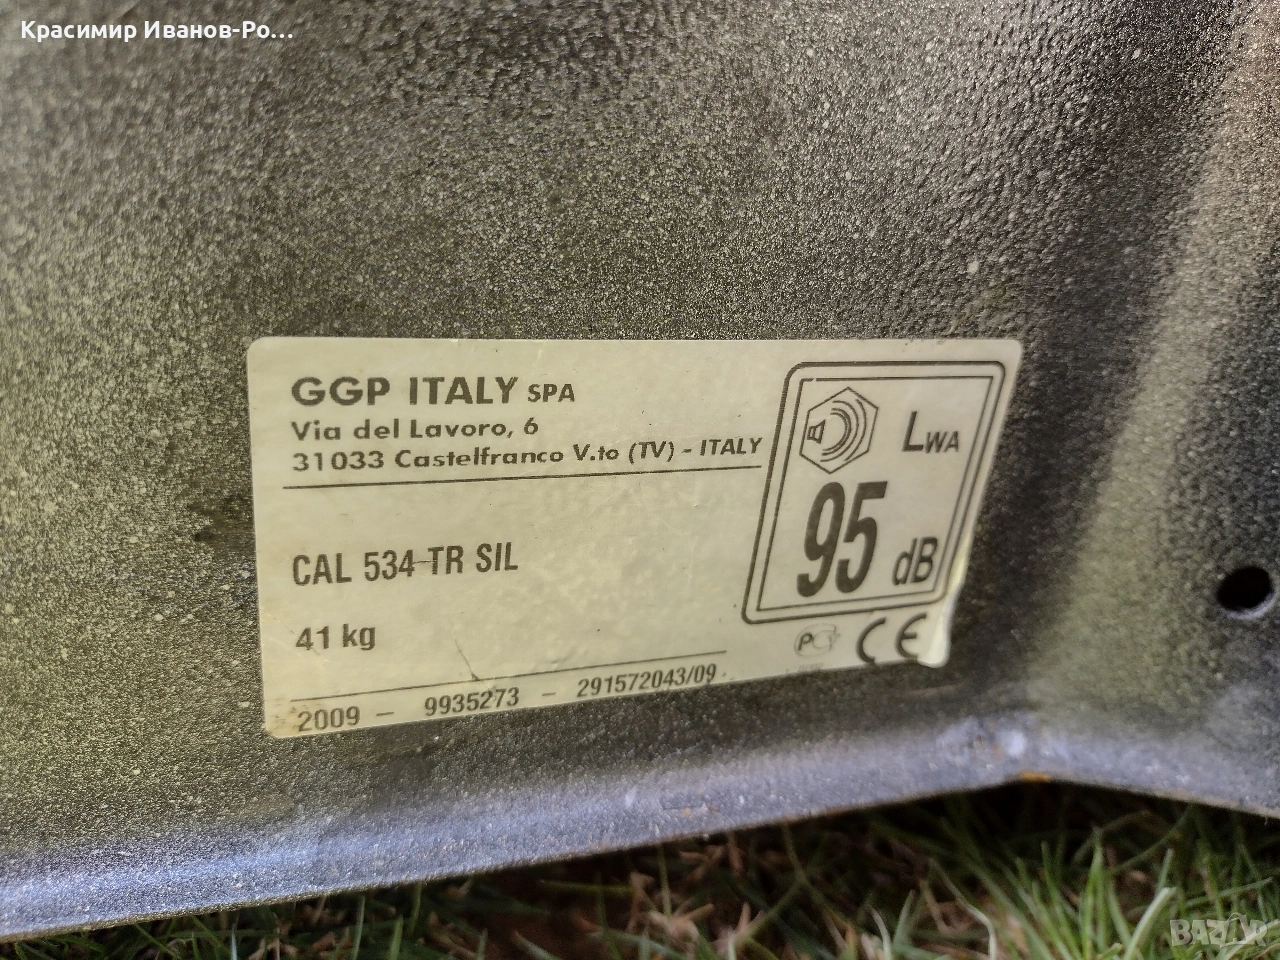 Красимир Иванов-Ро...
GGP ITALY SPA
Via del Lavoro, 6
31033 Castelfranco V.to (TV) - ITALY
LWA
95 dB
CAL 534 TR SIL
41 kg
CE
2009 - 9935273 - 291572043/09
BAZAR